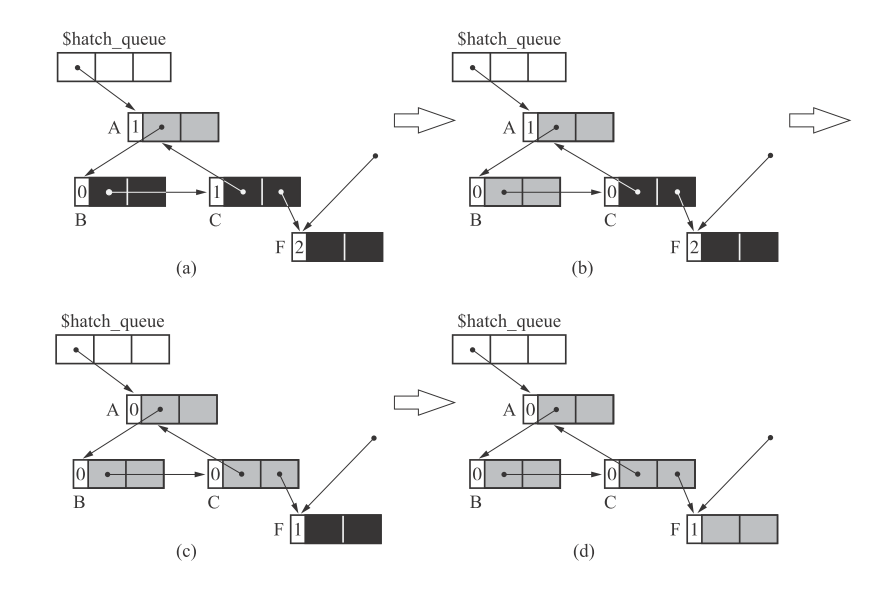 $hatch_queue $hatch_queue
A 1 A 1
0 1 0 0
B C B C
F 2 F 2
(a) (b)
$hatch_queue $hatch_queue
A 0 A 0
0 0 0 0
B C B C
F 1 F 1
(c) (d)